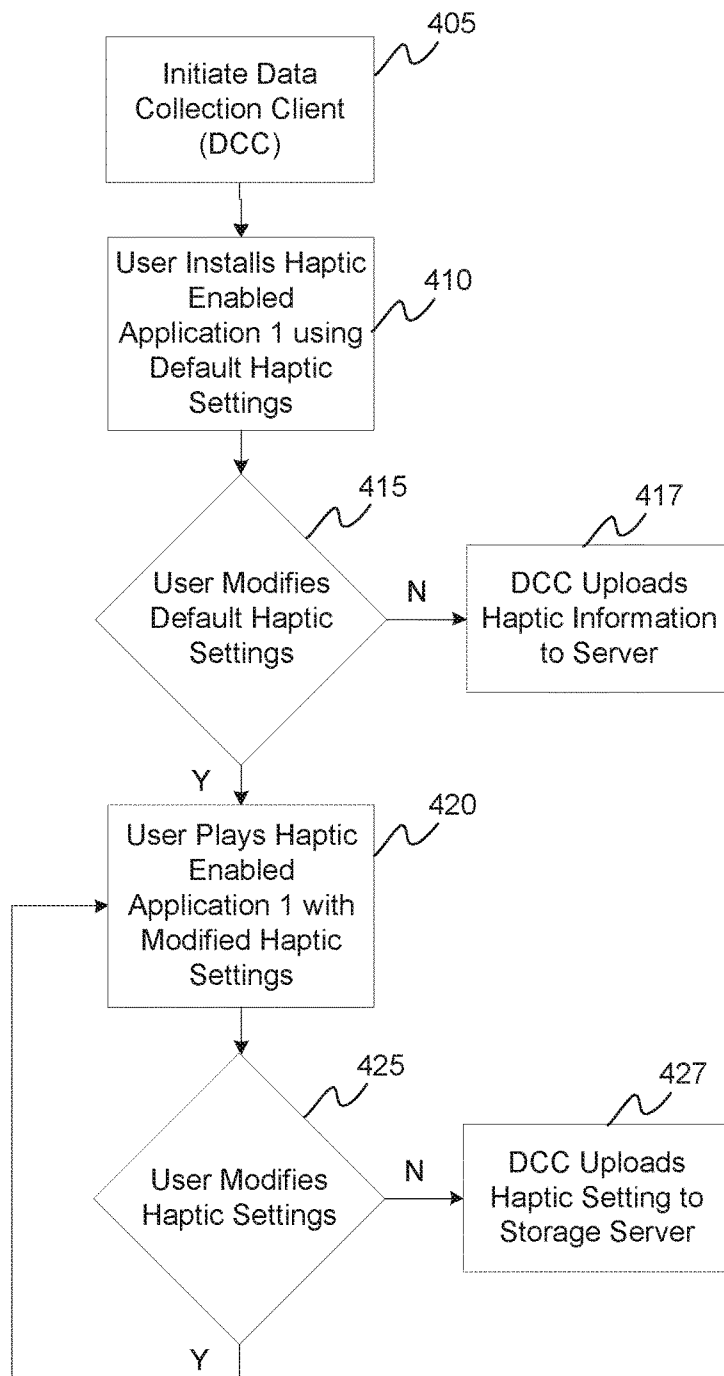 405
Initiate Data
Collection Client
(DCC)
User Installs Haptic
Enabled
Application 1 using
Default Haptic
Settings
410
415
User Modifies
Default Haptic
Settings
N
417
DCC Uploads
Haptic Information
to Server
Y
420
User Plays Haptic
Enabled
Application 1 with
Modified Haptic
Settings
425
User Modifies
Haptic Settings
N
427
DCC Uploads
Haptic Setting to
Storage Server
Y